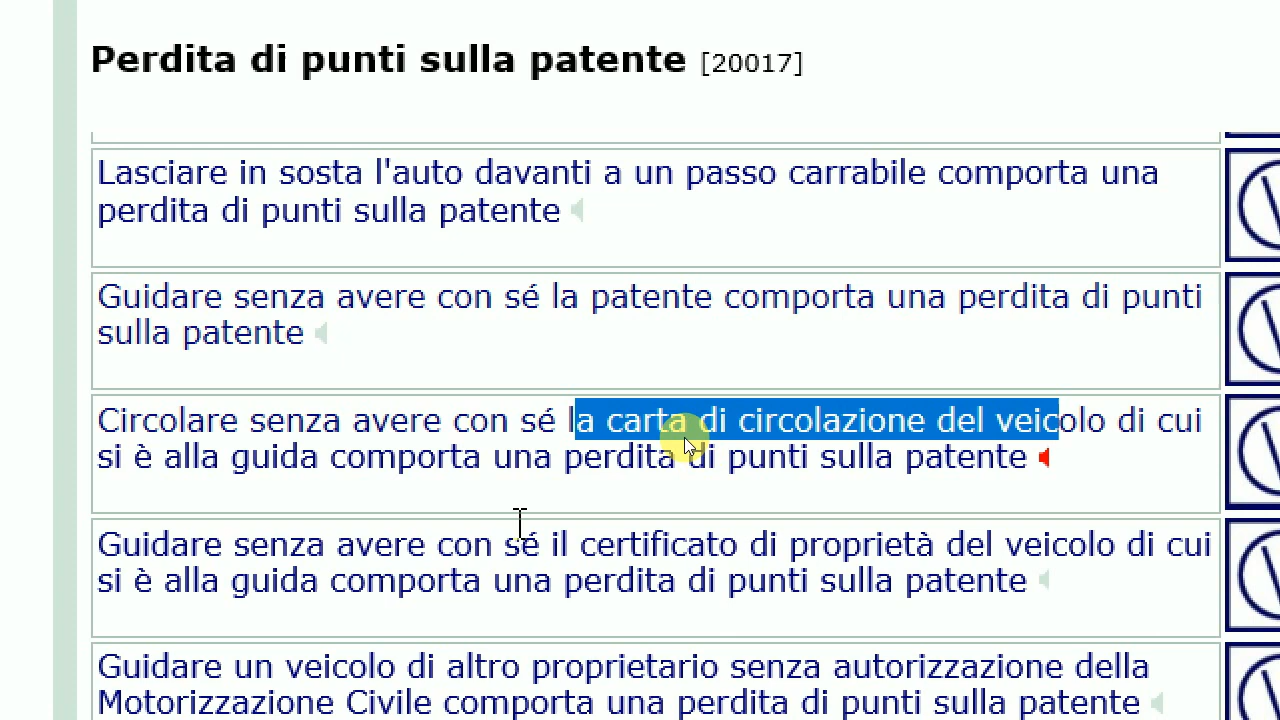 Perdita di punti sulla patente [20017]
Lasciare in sosta l'auto davanti a un passo carrabile comporta una
perdita di punti sulla patente
Guidare senza avere con sé la patente comporta una perdita di punti
sulla patente
Circolare senza avere con sé la carta di circolazione del veicolo di cui
si è alla guida comporta una perdita di punti sulla patente
Guidare senza avere con sé il certificato di proprietà del veicolo di cui
si è alla guida comporta una perdita di punti sulla patente
Guidare un veicolo di altro proprietario senza autorizzazione della
Motorizzazione Civile comporta una perdita di punti sulla patente